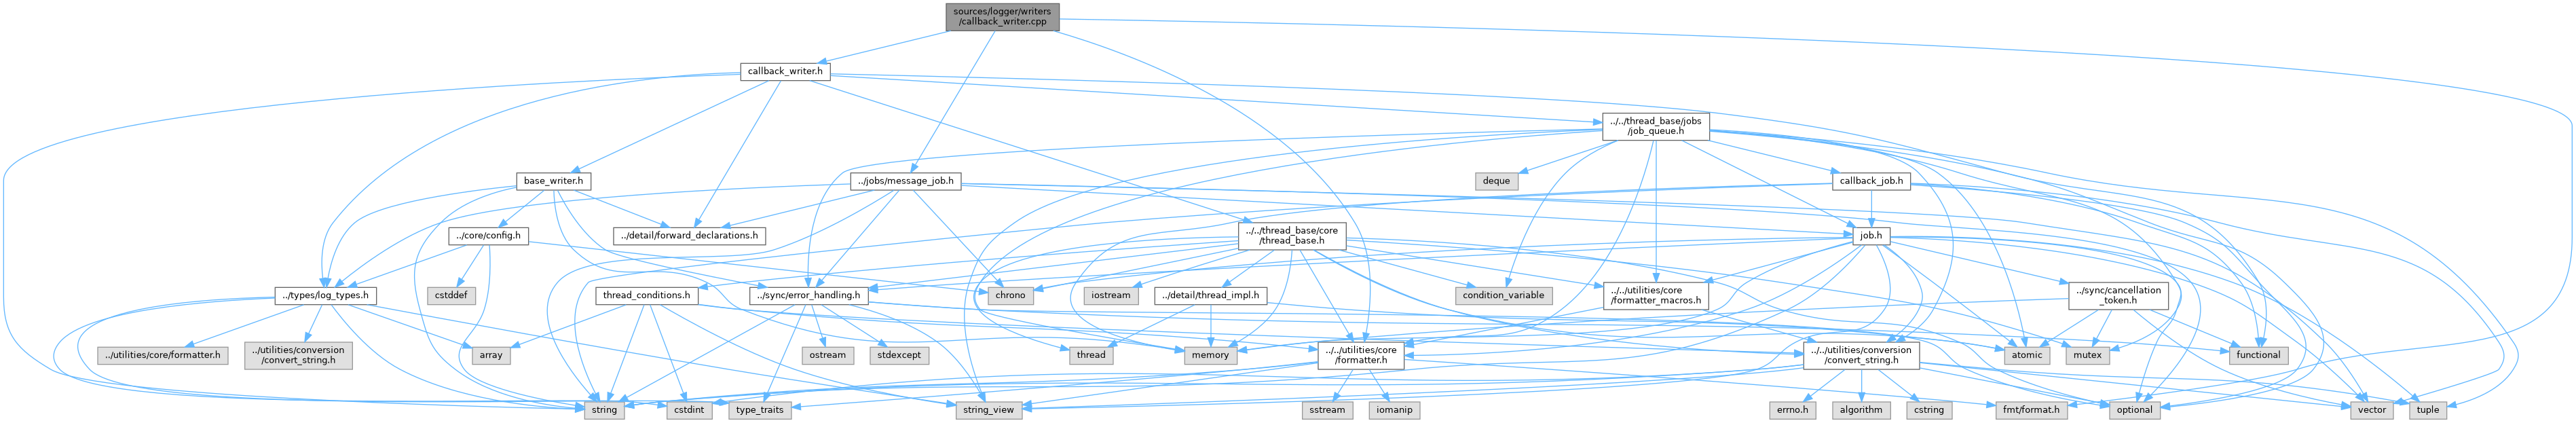 sources/logger/writers
/callback_writer.cpp
callback_writer.h
../../thread_base/jobs
/job_queue.h
base_writer.h
../jobs/message_job.h
deque
callback_job.h
../core/config.h
../detail/forward_declarations.h
../../thread_base/core
/thread_base.h
job.h
cstddef
../types/log_types.h
thread_conditions.h
../sync/error_handling.h
chrono
iostream
../detail/thread_impl.h
condition_variable
../../utilities/core
/formatter_macros.h
../sync/cancellation
_token.h
../utilities/core/formatter.h
../utilities/conversion
/convert_string.h
array
ostream
stdexcept
thread
memory
../../utilities/core
/formatter.h
../../utilities/conversion
/convert_string.h
atomic
mutex
functional
string
cstdint
type_traits
string_view
sstream
iomanip
fmt/format.h
errno.h
algorithm
cstring
optional
vector
tuple